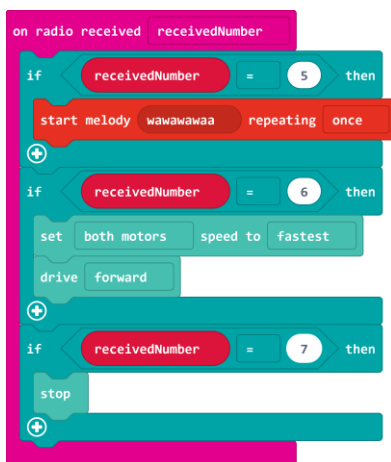 on radio received receivedNumber
if receivedNumber = 5 then
start melody wawawawaa repeating once
if receivedNumber = 6 then
set both motors speed to fastest
drive forward
if receivedNumber = 7 then
stop